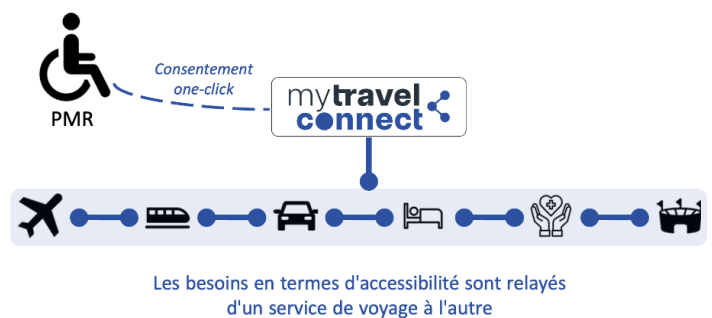 Consentement
one-click
PMR
mytravel
connect
Les besoins en termes d'accessibilité sont relayés
d'un service de voyage à l'autre